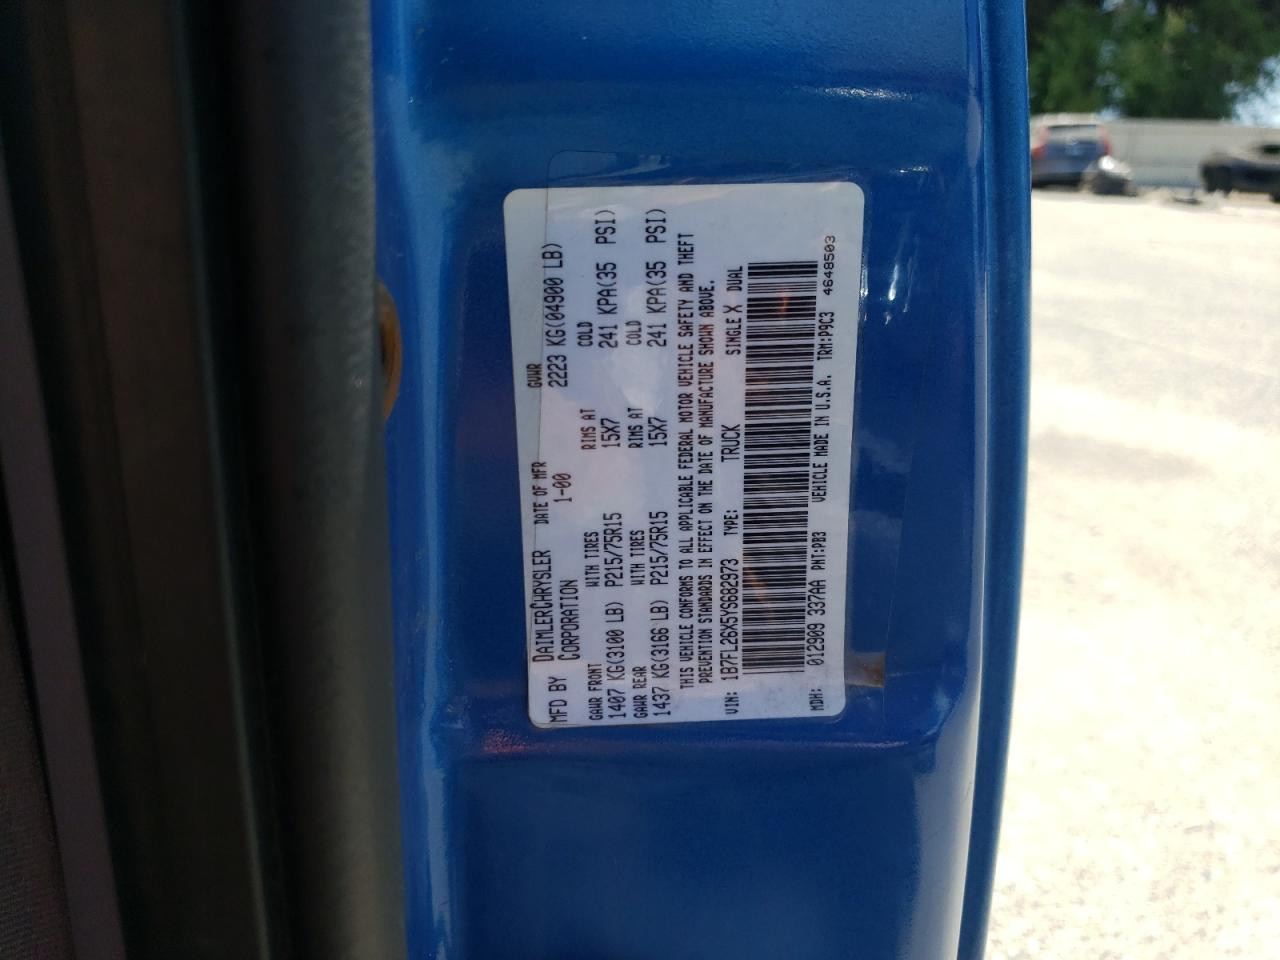 MFD BY DAIMLERCHRYSLER CORPORATION DATE OF MFR 1-00 GVWR 2223 KG(04900 LB)
GAWR FRONT WITH TIRES RIMS AT COLD
1407 KG(3100 LB) P215/75R15 15X7 241 KPA(35 PSI)
GAWR REAR WITH TIRES RIMS AT COLD
1437 KG(3166 LB) P215/75R15 15X7 241 KPA(35 PSI)
THIS VEHICLE CONFORMS TO ALL APPLICABLE FEDERAL MOTOR VEHICLE SAFETY AND THEFT
PREVENTION STANDARDS IN EFFECT ON THE DATE OF MANUFACTURE SHOWN ABOVE.
VIN: 1B7FL26X5YS682973 TYPE: TRUCK SINGLE X DUAL
MDH: 012909 337AA PNT:PB3 VEHICLE MADE IN U.S.A. TRM:P9C3 4648503